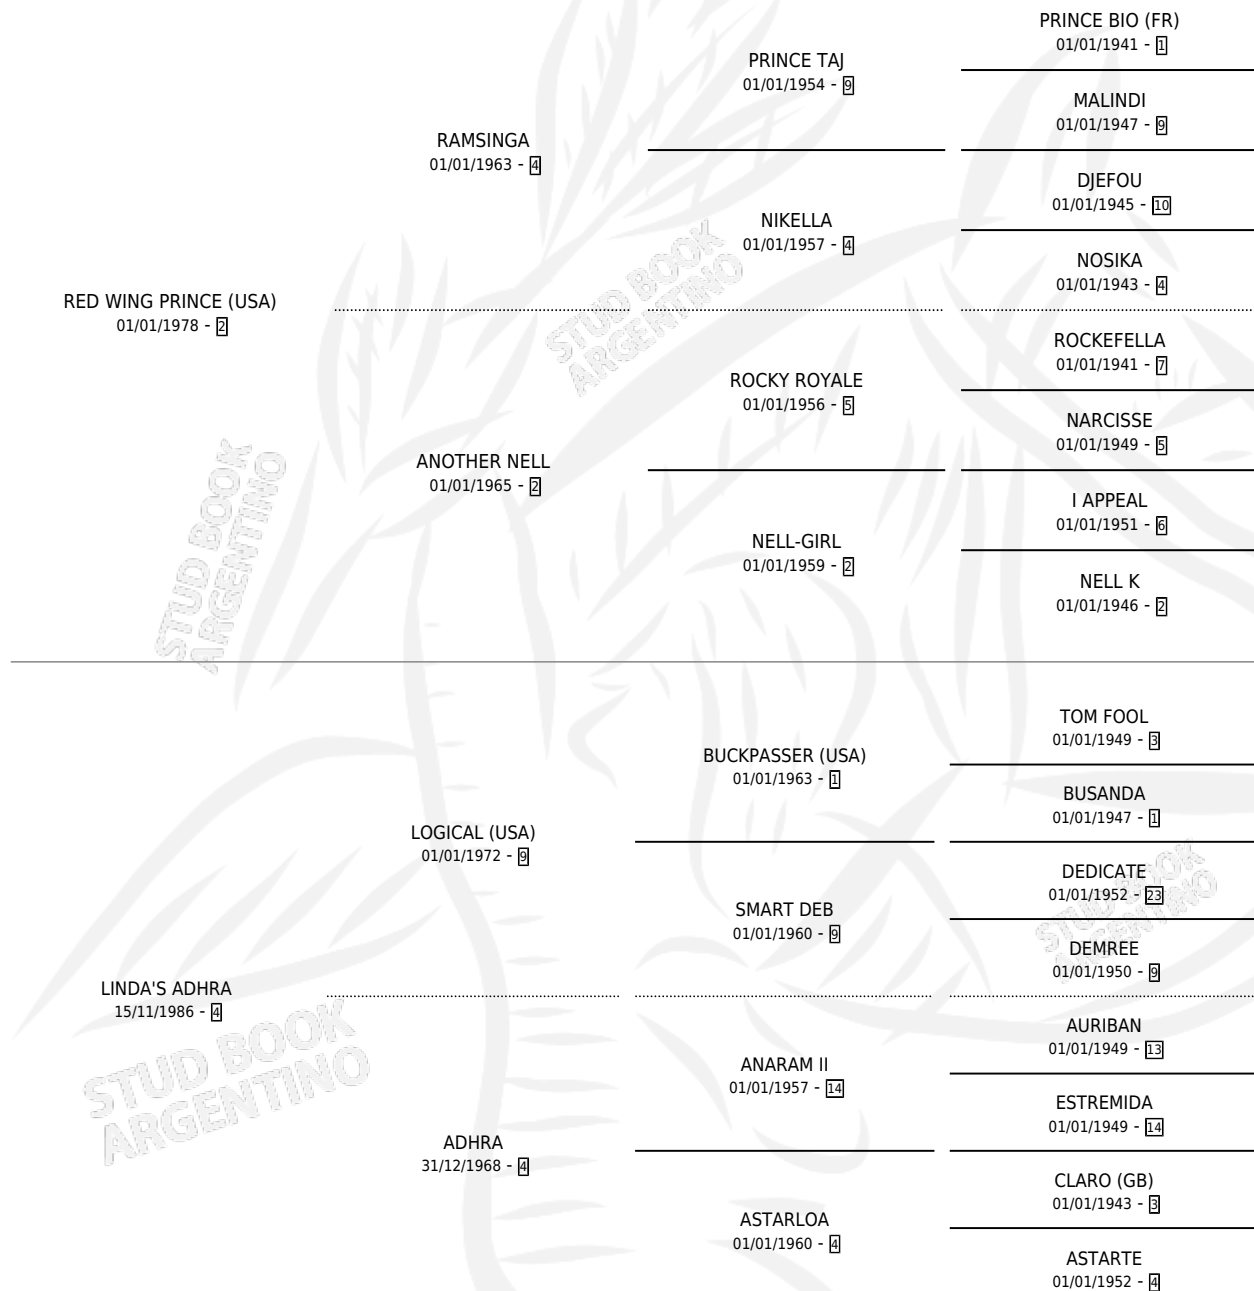 PRINCE BIO (FR)
01/01/1941 - 1
PRINCE TAJ
01/01/1954 - 9
MALINDI
01/01/1947 - 9
RAMSINGA
01/01/1963 - 4
DJEFOU
01/01/1945 - 10
NIKELLA
01/01/1957 - 4
NOSIKA
01/01/1943 - 4
RED WING PRINCE (USA)
01/01/1978 - 2
ROCKEFELLA
01/01/1941 - 7
ROCKY ROYALE
01/01/1956 - 5
NARCISSE
01/01/1949 - 5
ANOTHER NELL
01/01/1965 - 2
I APPEAL
01/01/1951 - 6
NELL-GIRL
01/01/1959 - 2
NELL K
01/01/1946 - 2
TOM FOOL
01/01/1949 - 3
BUCKPASSER (USA)
01/01/1963 - 1
BUSANDA
01/01/1947 - 1
LOGICAL (USA)
01/01/1972 - 9
DEDICATE
01/01/1952 - 23
SMART DEB
01/01/1960 - 9
DEMREE
01/01/1950 - 9
LINDA'S ADHRA
15/11/1986 - 4
AURIBAN
01/01/1949 - 13
ANARAM II
01/01/1957 - 14
ESTREMIDA
01/01/1949 - 14
ADHRA
31/12/1968 - 4
CLARO (GB)
01/01/1943 - 3
ASTARLOA
01/01/1960 - 4
ASTARTE
01/01/1952 - 4
STUD BOOK
ARGENTINO
STUD BOOK
ARGENTINO
STUD BOOK
ARGENTINO
STUD BOOK
ARGENTINO